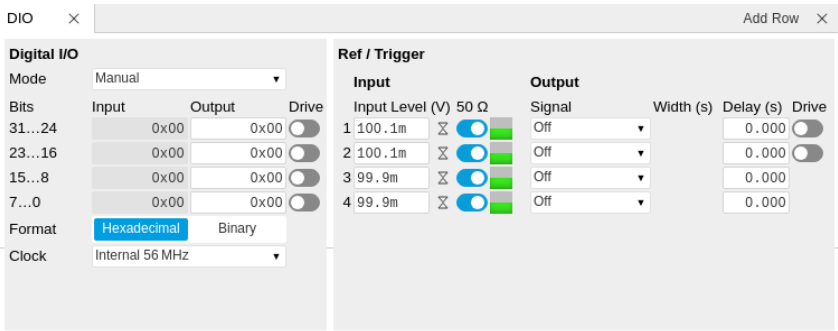 DIO × Add Row ×
Digital I/O Ref / Trigger
Mode Manual Input Output
Bits Input Output Drive Input Level (V) 50 Ω Signal Width (s) Delay (s) Drive
31...24 0x00 0x00 1 100.1m Off 0.000
23...16 0x00 0x00 2 100.1m Off 0.000
15...8 0x00 0x00 3 99.9m Off 0.000
7...0 0x00 0x00 4 99.9m Off 0.000
Format Hexadecimal Binary
Clock Internal 56 MHz